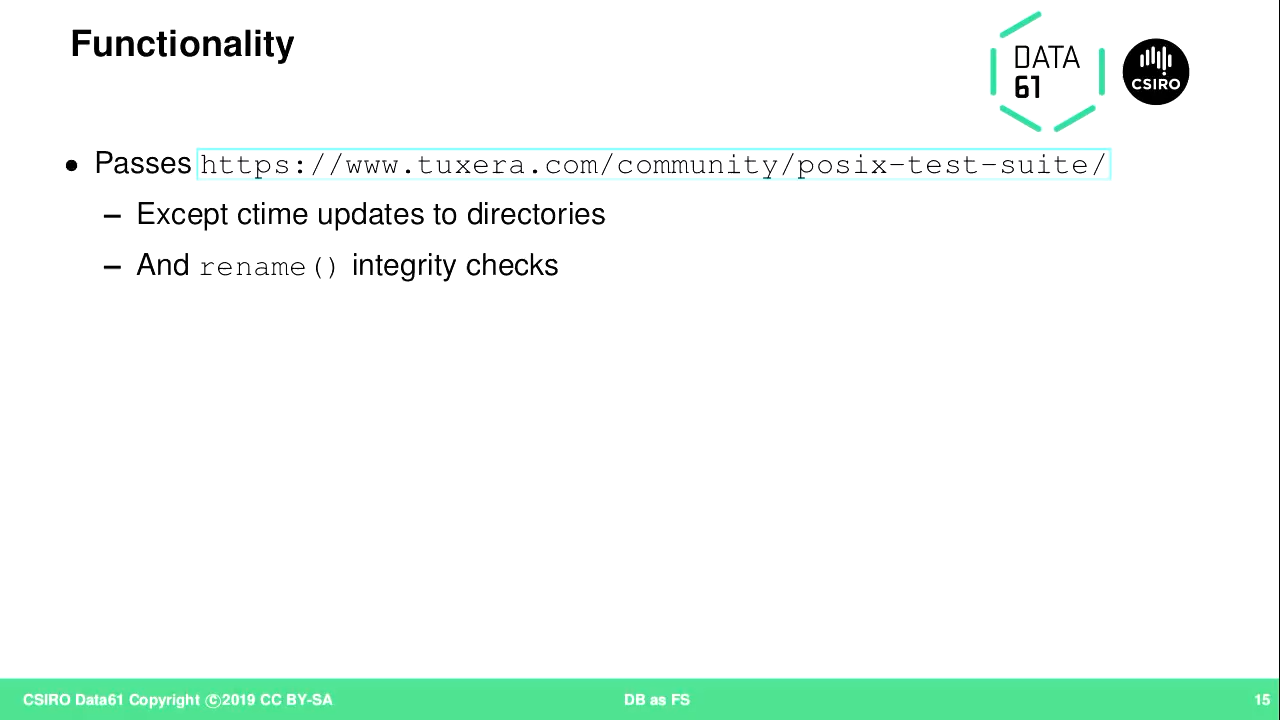 Functionality
DATA
61
CSIRO
• Passes https://www.tuxera.com/community/posix-test-suite/
– Except ctime updates to directories
– And rename() integrity checks
CSIRO Data61 Copyright ©2019 CC BY-SA
DB as FS
15